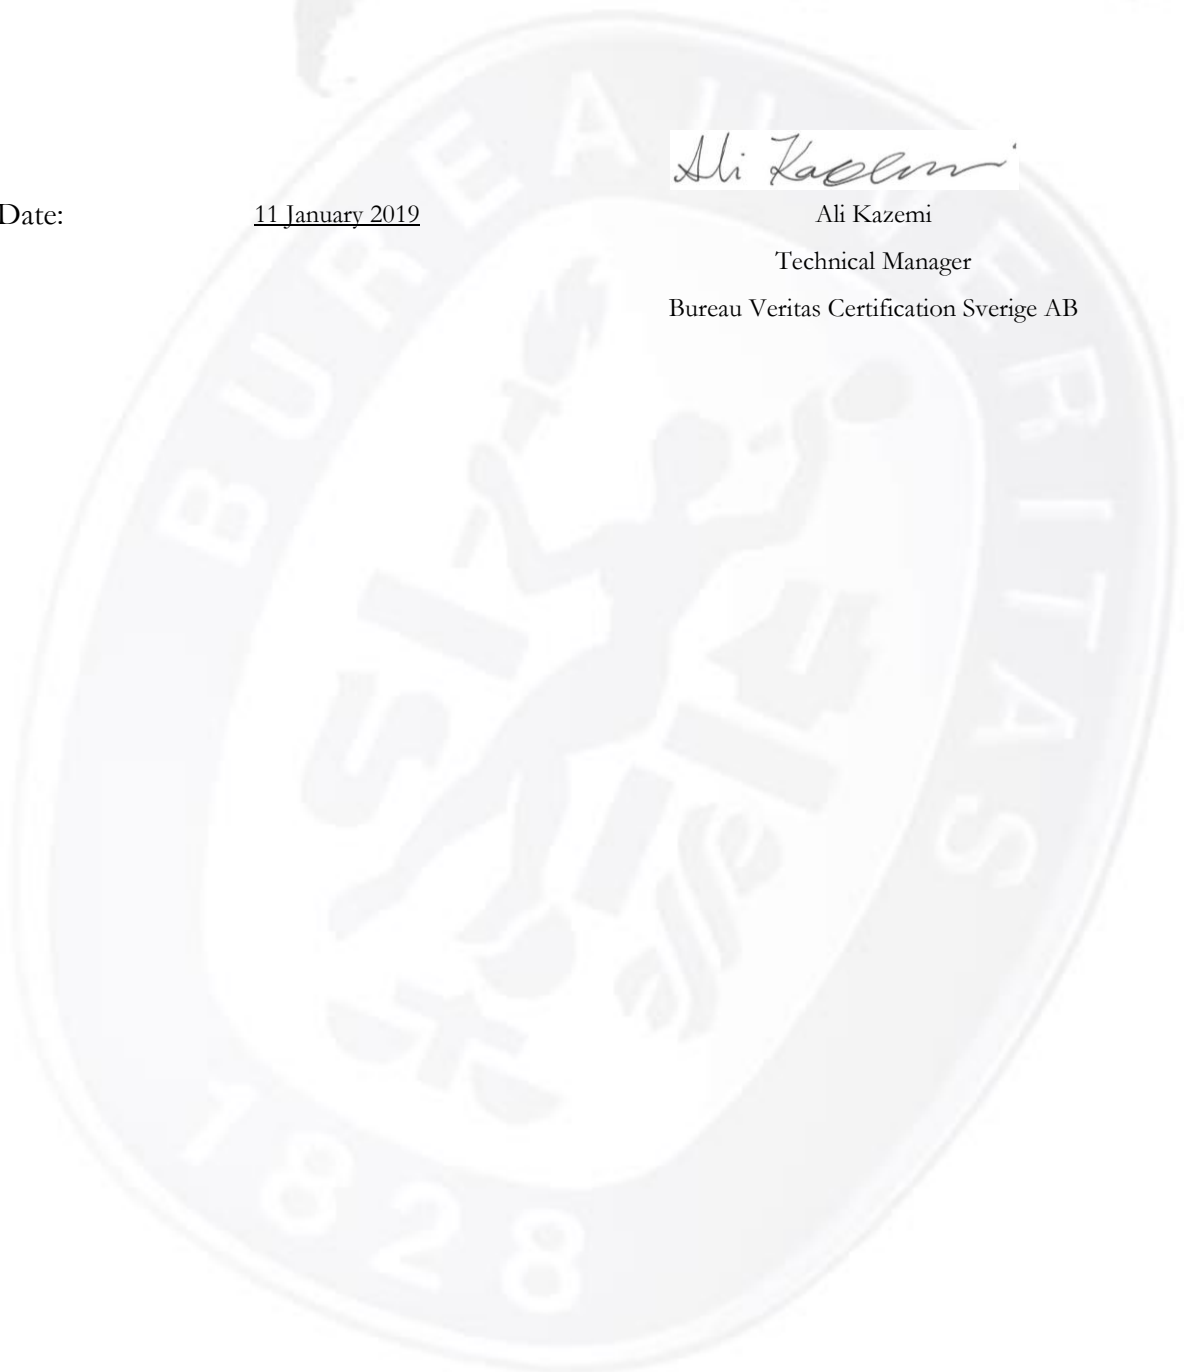 BUREAU VERITAS
Ali Kazemi
Date: 11 January 2019 Ali Kazemi
Technical Manager
Bureau Veritas Certification Sverige AB
1828